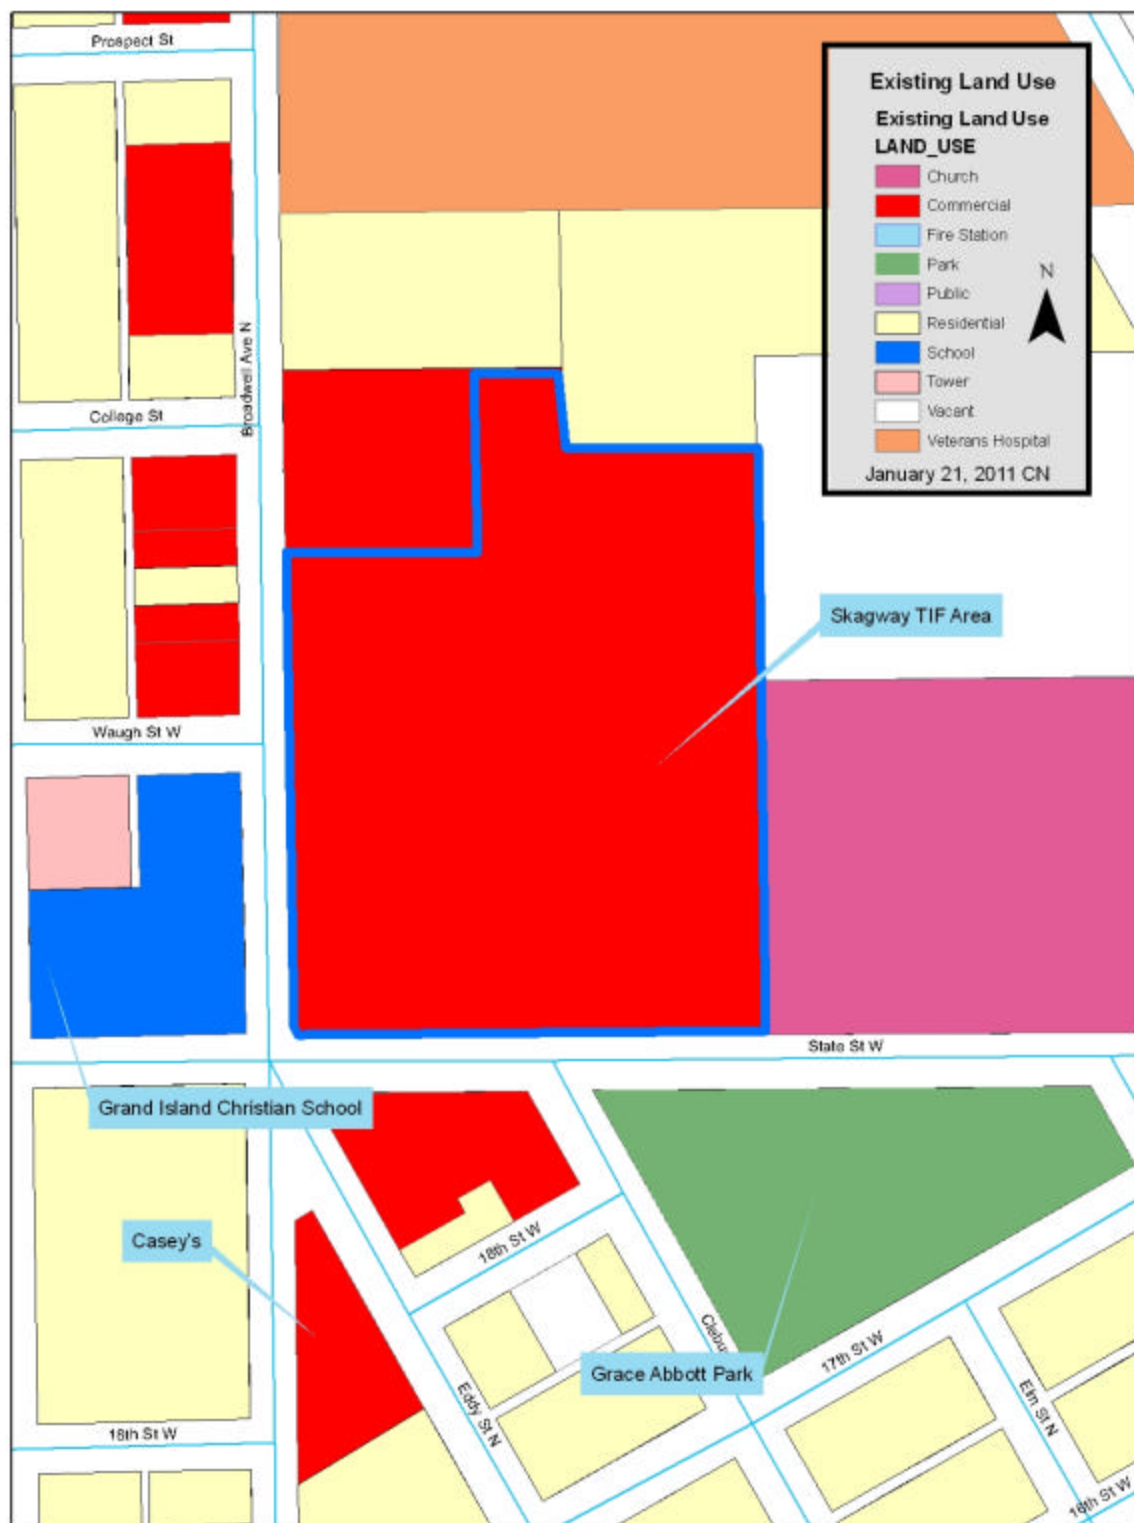 Prospect St
Existing Land Use
Existing Land Use
LAND_USE
Church
Commercial
Fire Station
Park
Public
Residential
School
Tower
Vacant
Veterans Hospital
N
January 21, 2011 CN
Broadwell Ave N
College St
Skagway TIF Area
Waugh St W
State St W
Grand Island Christian School
Casey's
18th St W
Grace Abbott Park
17th St W
Eddy St N
Elm St N
18th St W
16th St W